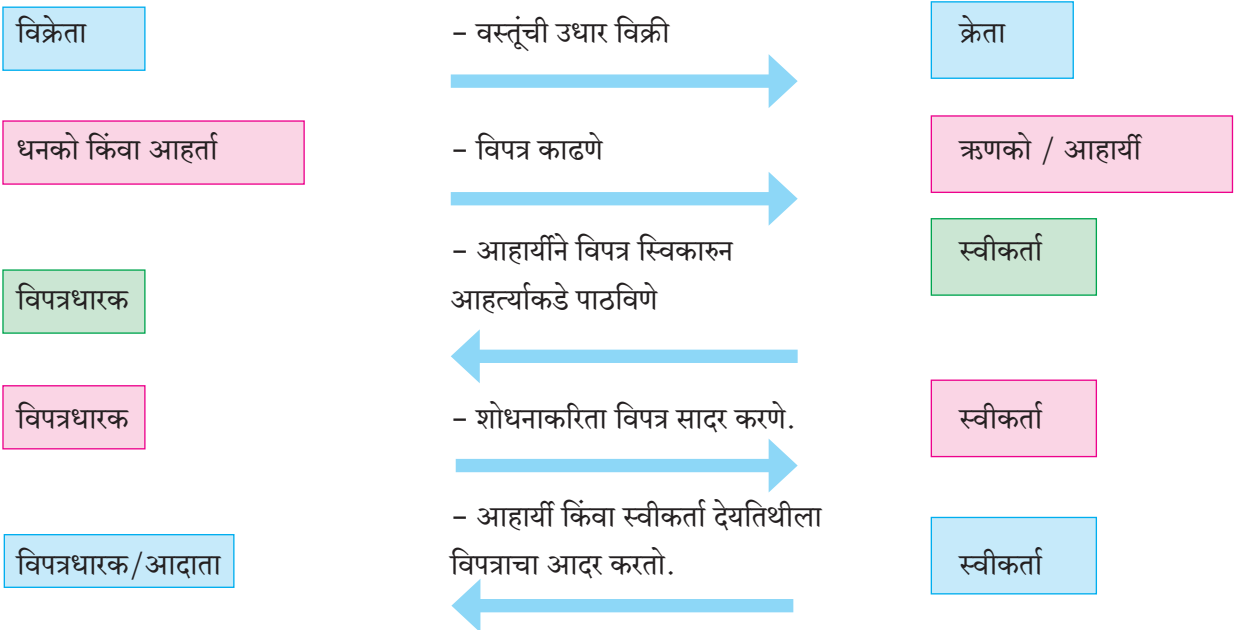 विक्रेता
– वस्तूंची उधार विक्री
क्रेता
धनको किंवा आहर्ता
– विपत्र काढणे
ऋणको / आहार्यी
– आहार्यीने विपत्र स्विकारुन
आहर्त्याकडे पाठविणे
स्वीकर्ता
विपत्रधारक
विपत्रधारक
– शोधनाकरिता विपत्र सादर करणे.
स्वीकर्ता
– आहार्यी किंवा स्वीकर्ता देयतिथीला
विपत्राचा आदर करतो.
विपत्रधारक/आदाता
स्वीकर्ता